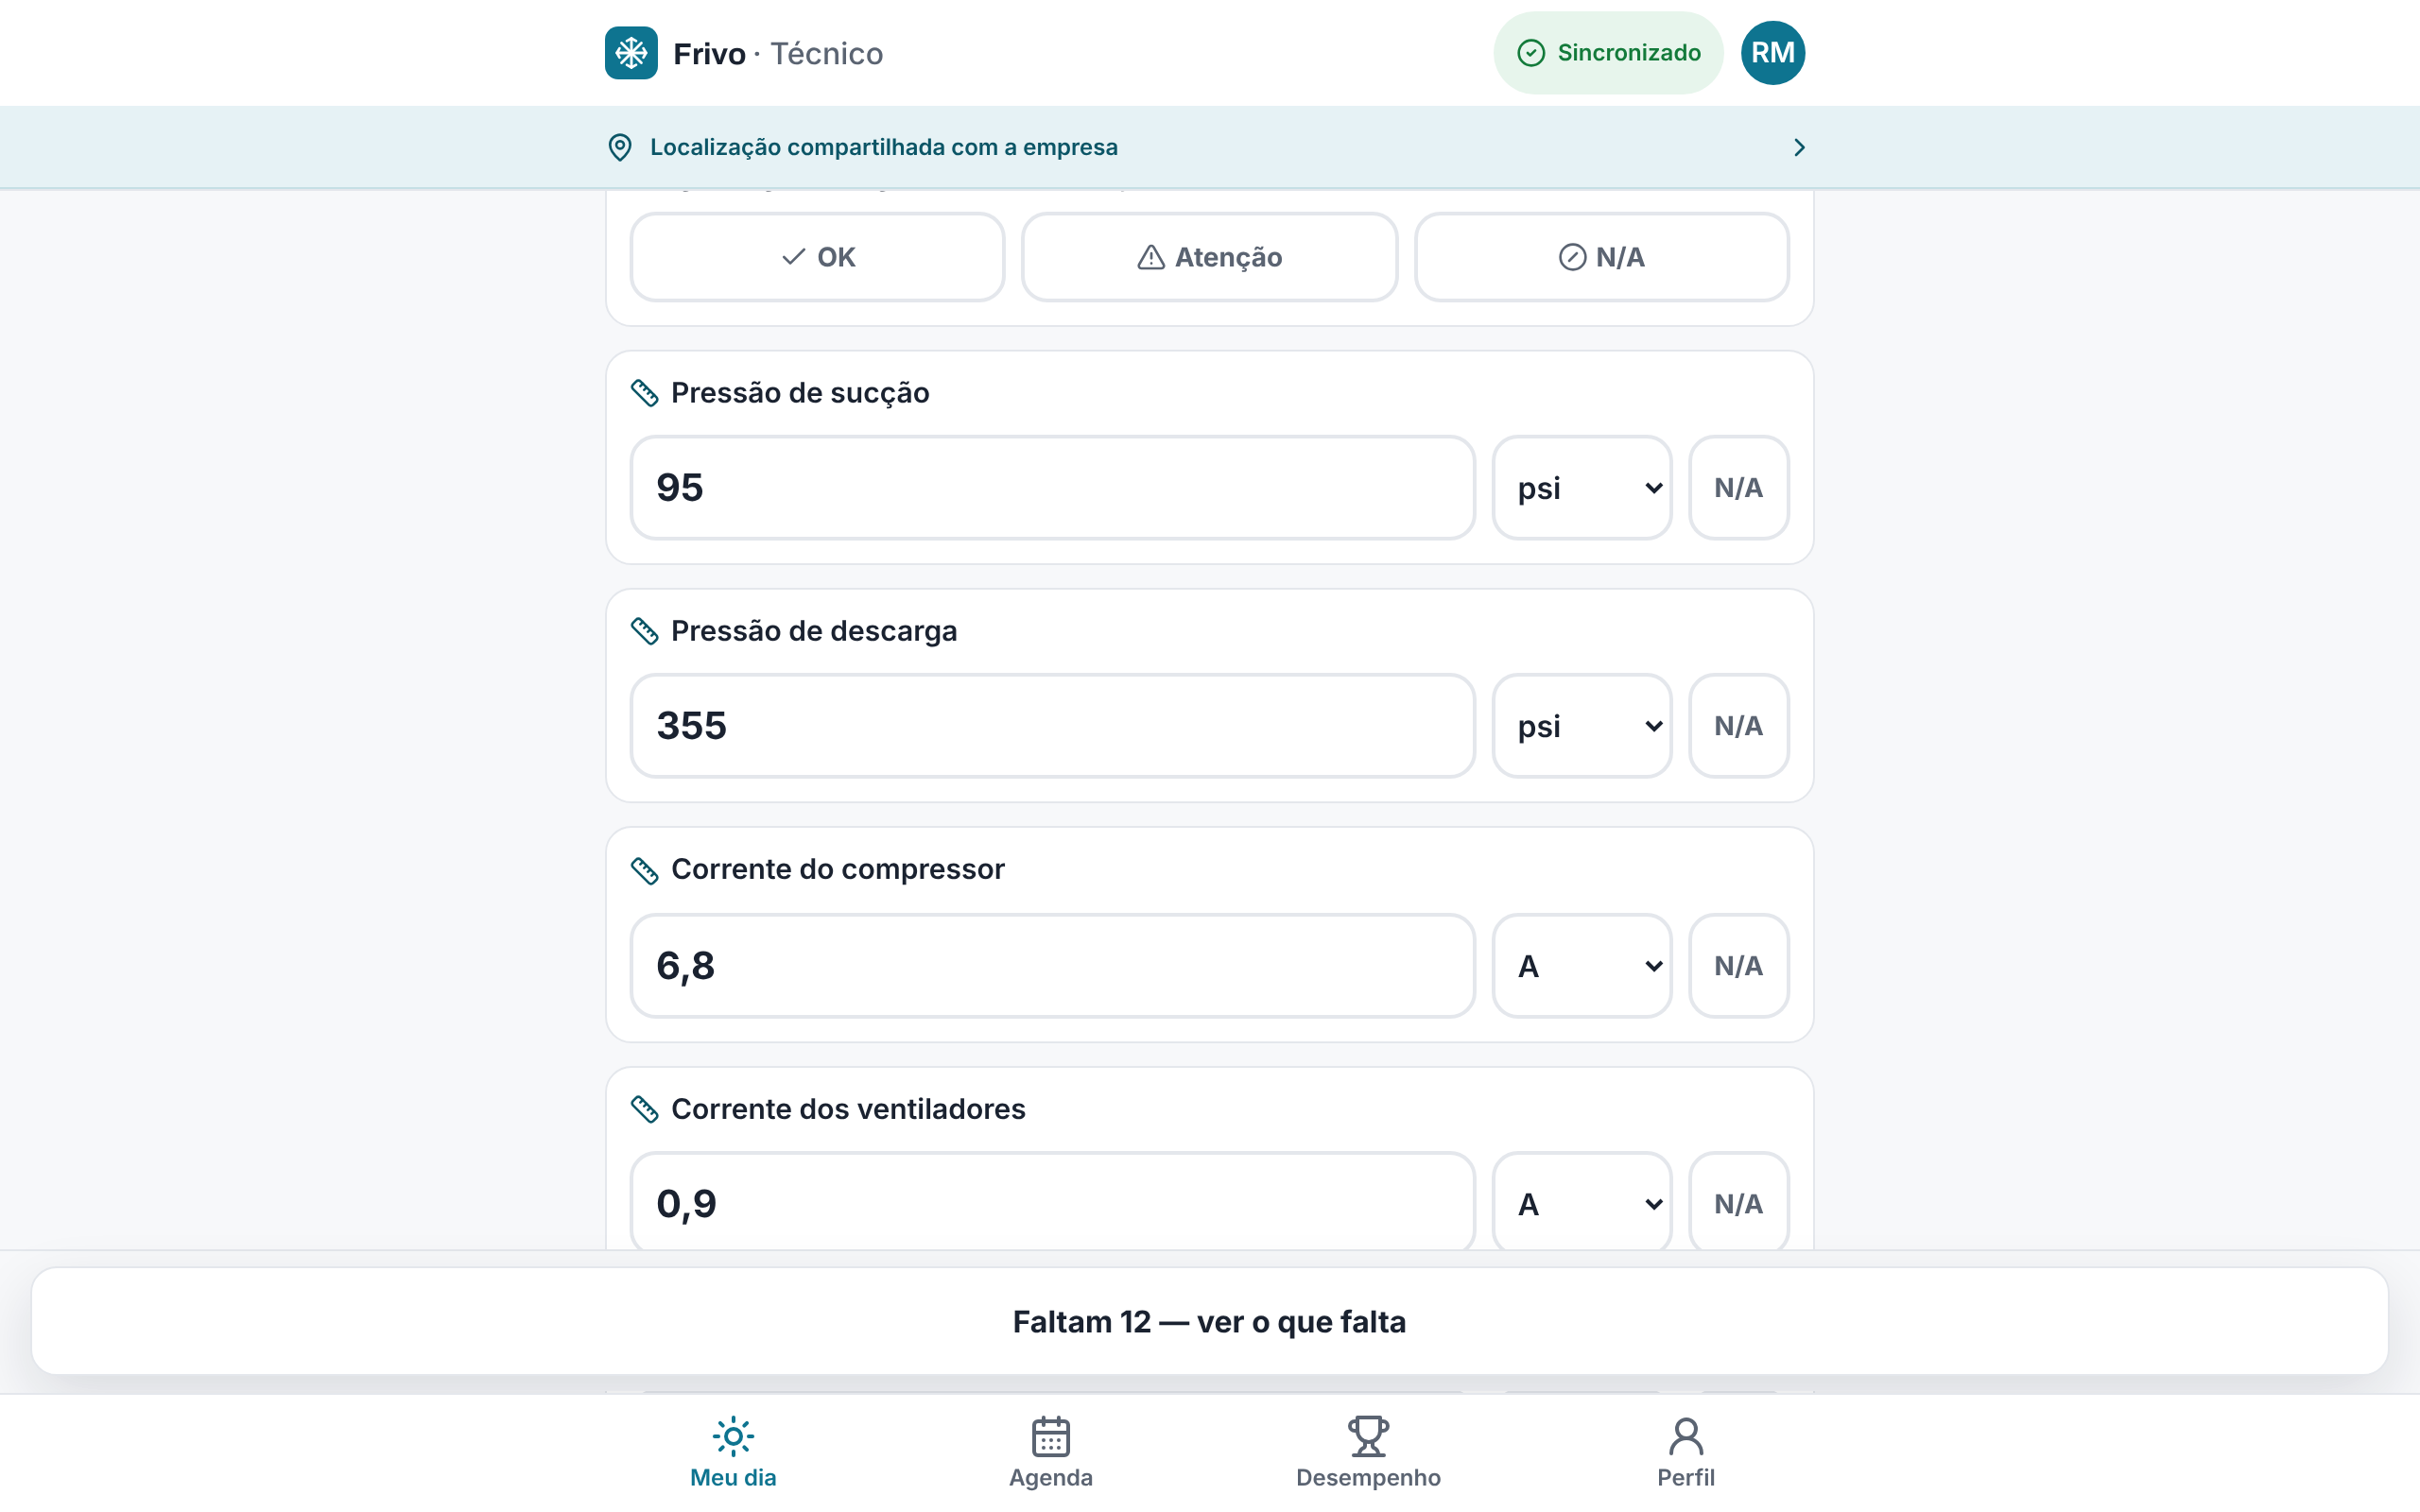 Frivo · Técnico
Sincronizado
RM
Localização compartilhada com a empresa
OK
Atenção
N/A
Pressão de sucção
95
psi
N/A
Pressão de descarga
355
psi
N/A
Corrente do compressor
6,8
A
N/A
Corrente dos ventiladores
0,9
A
N/A
Faltam 12 — ver o que falta
Meu dia
Agenda
Desempenho
Perfil